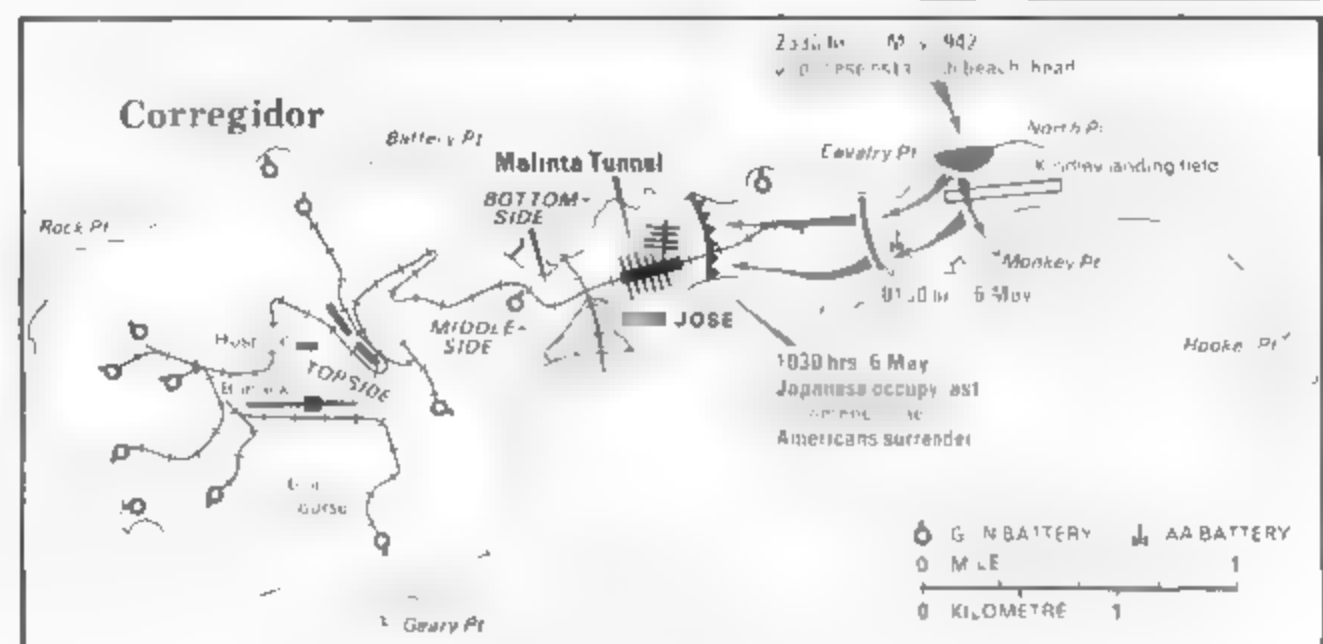 942
beach head
Corregidor
Battery Pt
North Pt
Cavalry Pt
Malinta Tunnel
landing field
BOTTOM-
SIDE
Rock Pt
Monkey Pt
6 May
MIDDLE-
SIDE
JOSE
Hooker Pt
TOPSIDE
1030 hrs 6 May
Japanese occupy
Americans surrender
GUN BATTERY
AA BATTERY
0 MILE 1
0 KILOMETRE 1
Geary Pt